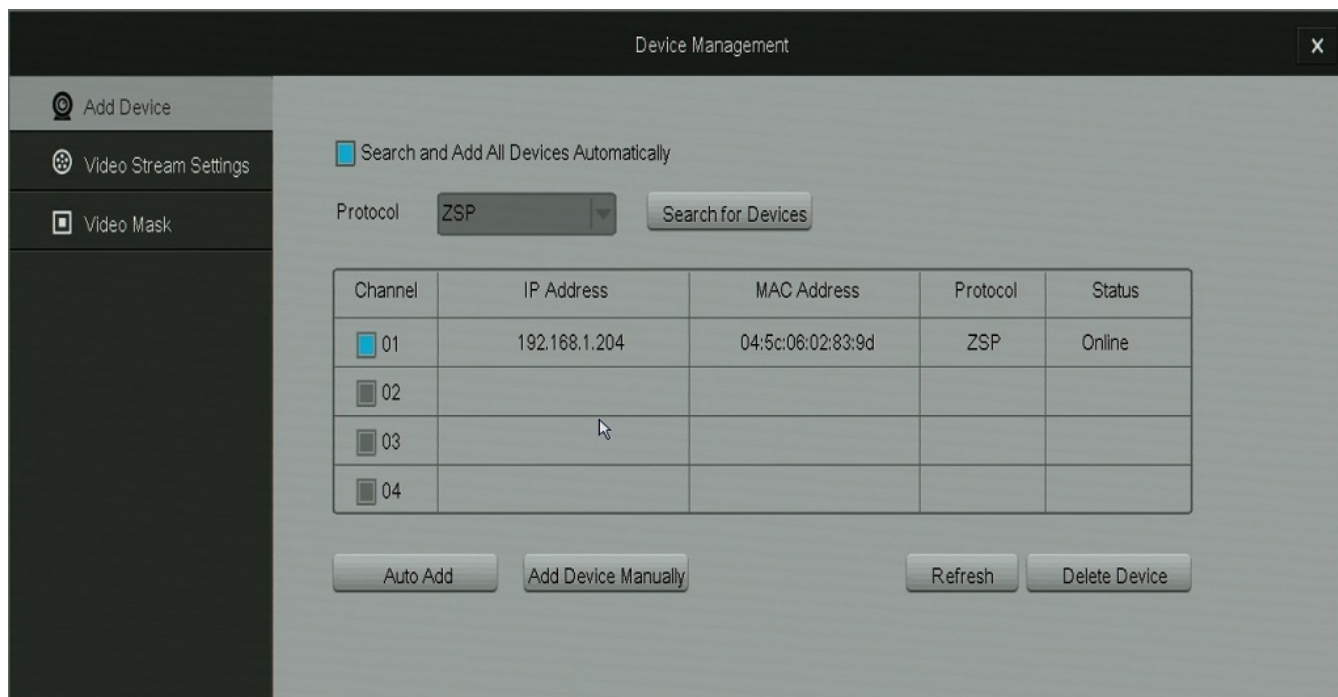 Device Management X
Add Device
Video Stream Settings
Video Mask
Search and Add All Devices Automatically
Protocol ZSP Search for Devices
Channel IP Address MAC Address Protocol Status
01 192.168.1.204 04:5c:06:02:83:9d ZSP Online
02
03
04
Auto Add Add Device Manually Refresh Delete Device